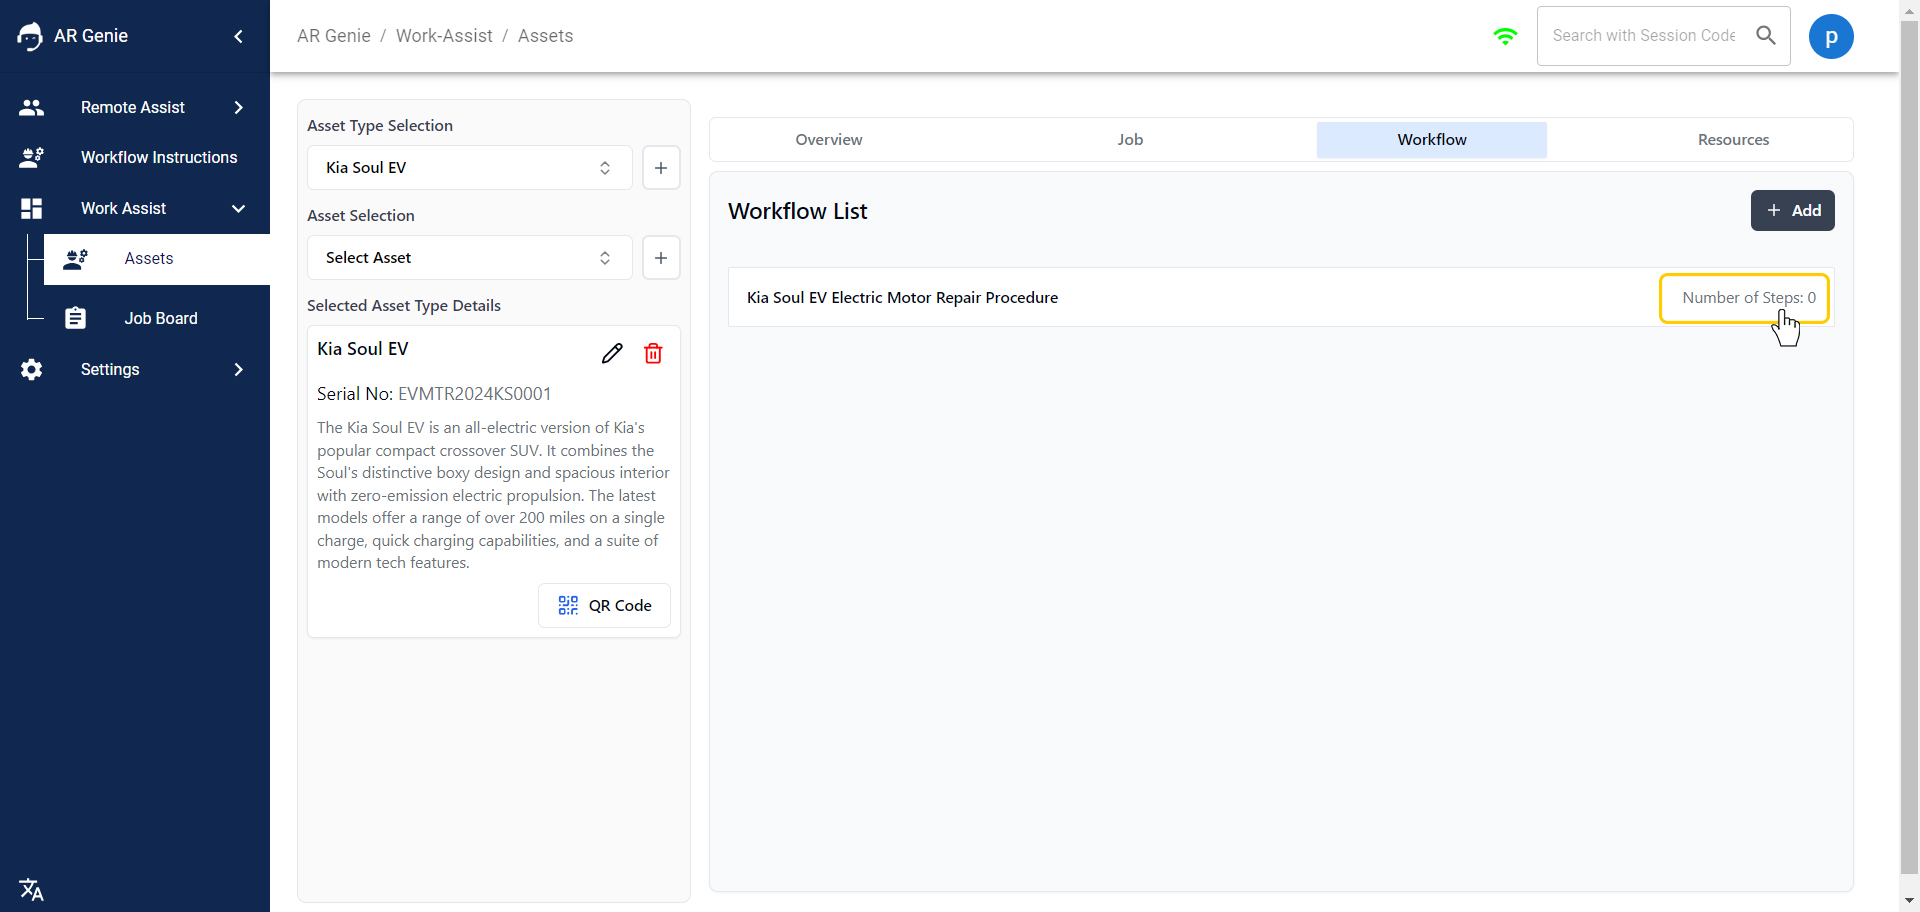 AR Genie
Remote Assist
Workflow Instructions
Work Assist
Assets
Job Board
Settings
AR Genie / Work-Assist / Assets
Search with Session Code
p
Asset Type Selection
Kia Soul EV
Asset Selection
Select Asset
Selected Asset Type Details
Kia Soul EV
Serial No: EVMTR2024KS0001
The Kia Soul EV is an all-electric version of Kia's
popular compact crossover SUV. It combines the
Soul's distinctive boxy design and spacious interior
with zero-emission electric propulsion. The latest
models offer a range of over 200 miles on a single
charge, quick charging capabilities, and a suite of
modern tech features.
QR Code
Overview
Job
Workflow
Resources
Workflow List
+ Add
Kia Soul EV Electric Motor Repair Procedure
Number of Steps: 0